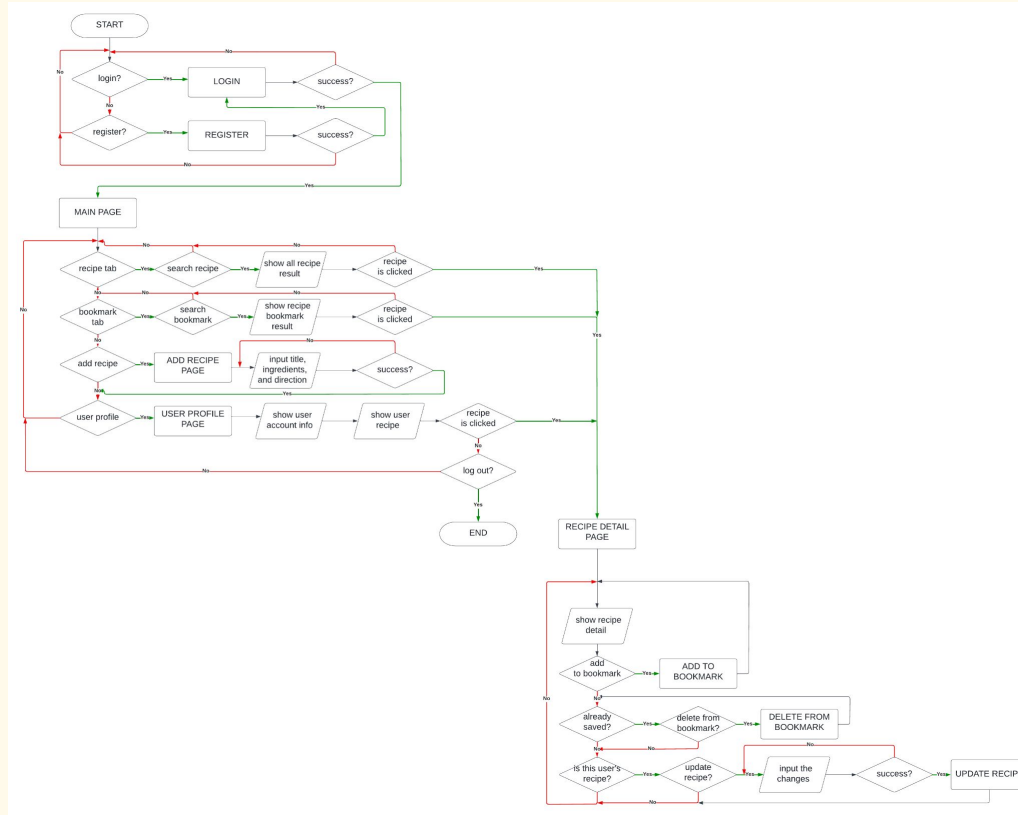 START
No
No
login?
Yes
LOGIN
success?
No
Yes
register?
Yes
REGISTER
success?
No
Yes
MAIN PAGE
No
No
recipe tab
Yes
search recipe
Yes
show all recipe
result
recipe
is clicked
Yes
No
No
No
No
bookmark
tab
Yes
search
bookmark
Yes
show recipe
bookmark
result
recipe
is clicked
Yes
No
No
add recipe
Yes
ADD RECIPE
PAGE
input title,
ingredients,
and direction
success?
No
Yes
user profile
Yes
USER PROFILE
PAGE
show user
account info
show user
recipe
recipe
is clicked
Yes
No
No
log out?
Yes
END
RECIPE DETAIL
PAGE
show recipe
detail
add
to bookmark
Yes
ADD TO
BOOKMARK
No
No
already
saved?
Yes
delete from
bookmark?
Yes
DELETE FROM
BOOKMARK
No
No
No
is this user's
recipe?
Yes
update
recipe?
Yes
input the
changes
success?
Yes
UPDATE RECIP
No